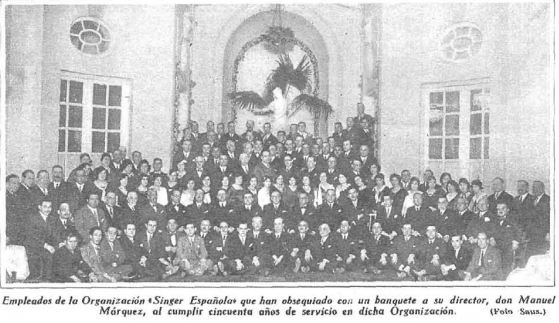 Empleados de la Organización «Singer Española» que han obsequiado con un banquete a su director, don Manuel
Márquez, al cumplir cincuenta años de servicio en dicha Organización. (Foto Saus.)